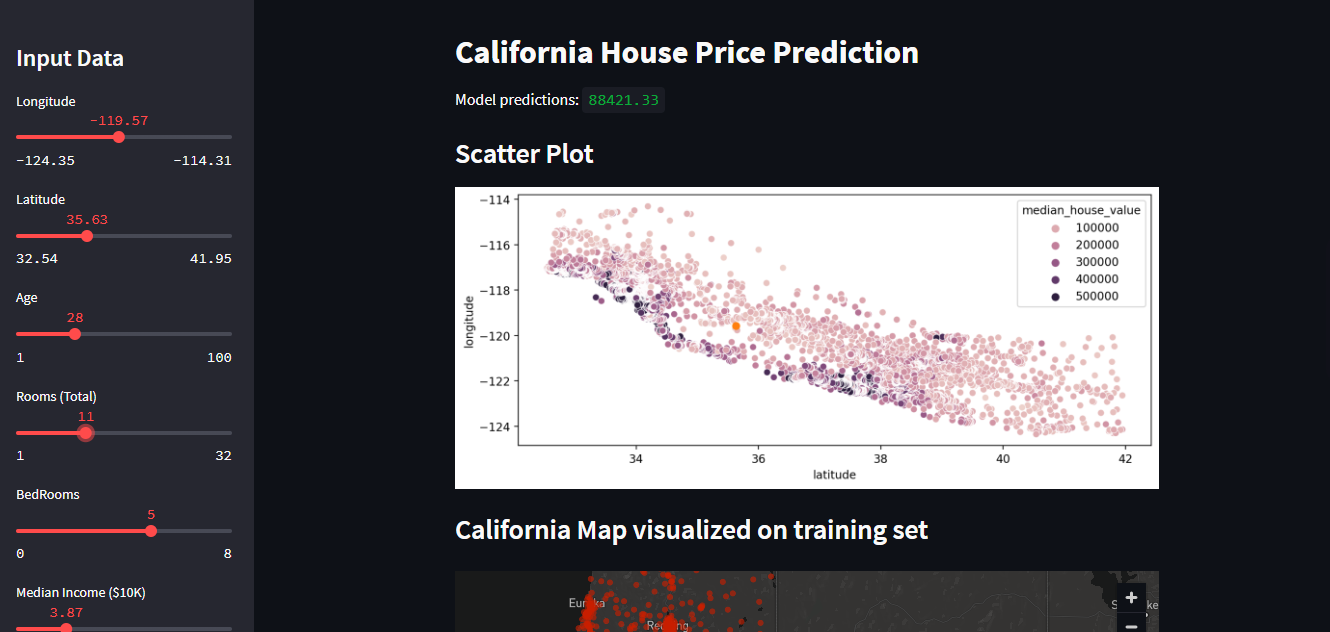 Input Data
Longitude
-119.57
-124.35 -114.31
Latitude
35.63
32.54 41.95
Age
28
1 100
Rooms (Total)
11
1 32
BedRooms
5
0 8
Median Income ($10K)
3.87
California House Price Prediction
Model predictions: 88421.33
Scatter Plot
−114
−116
−118
−120
−122
−124
longitude
34 36 38 40 42
latitude
median_house_value
100000
200000
300000
400000
500000
California Map visualized on training set
+
−